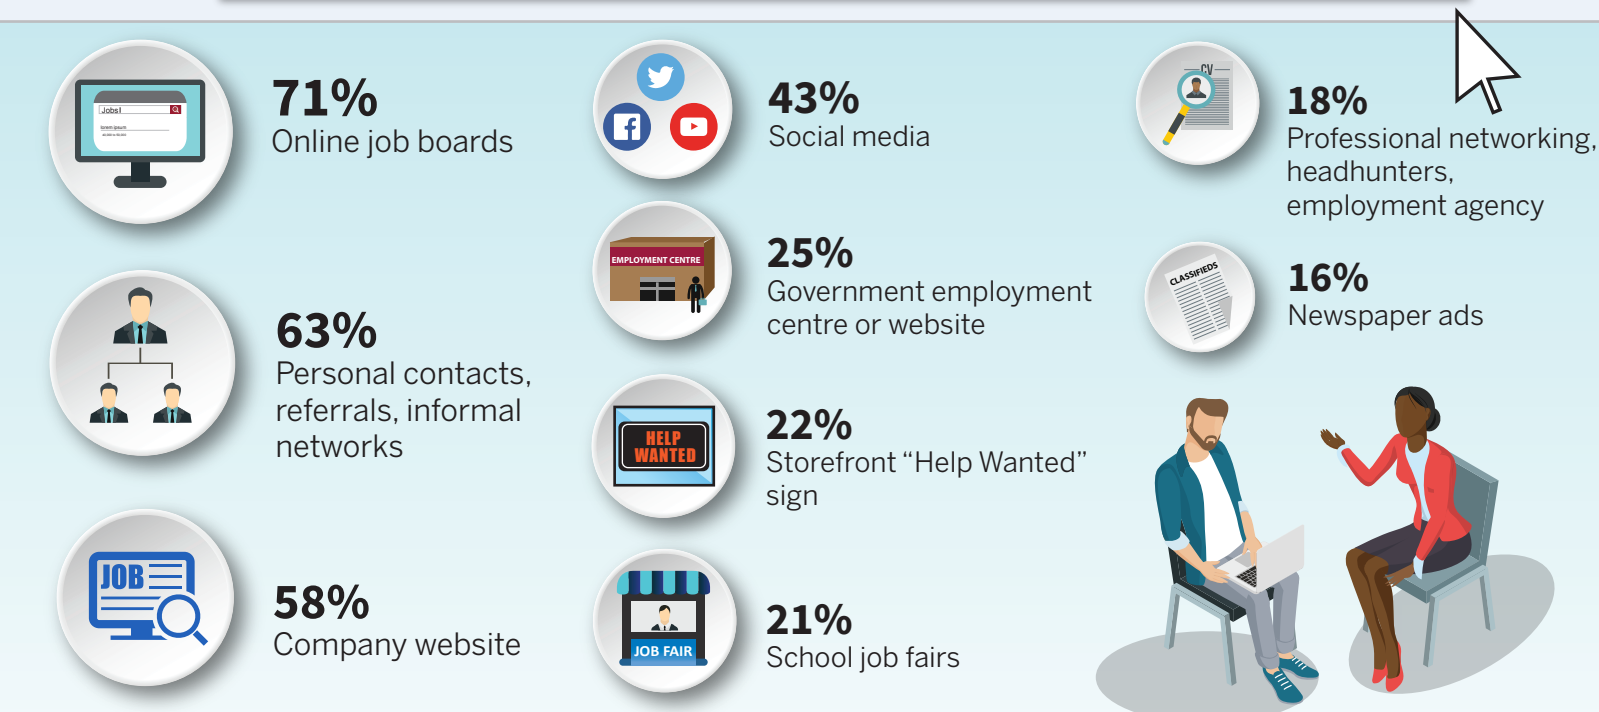 Jobs
lorem ipsum
71%
Online job boards
63%
Personal contacts,
referrals, informal
networks
JOB
58%
Company website
43%
Social media
EMPLOYMENT CENTRE
25%
Government employment
centre or website
HELP
WANTED
22%
Storefront “Help Wanted”
sign
JOB FAIR
21%
School job fairs
CV
18%
Professional networking,
headhunters,
employment agency
CLASSIFIEDS
16%
Newspaper ads